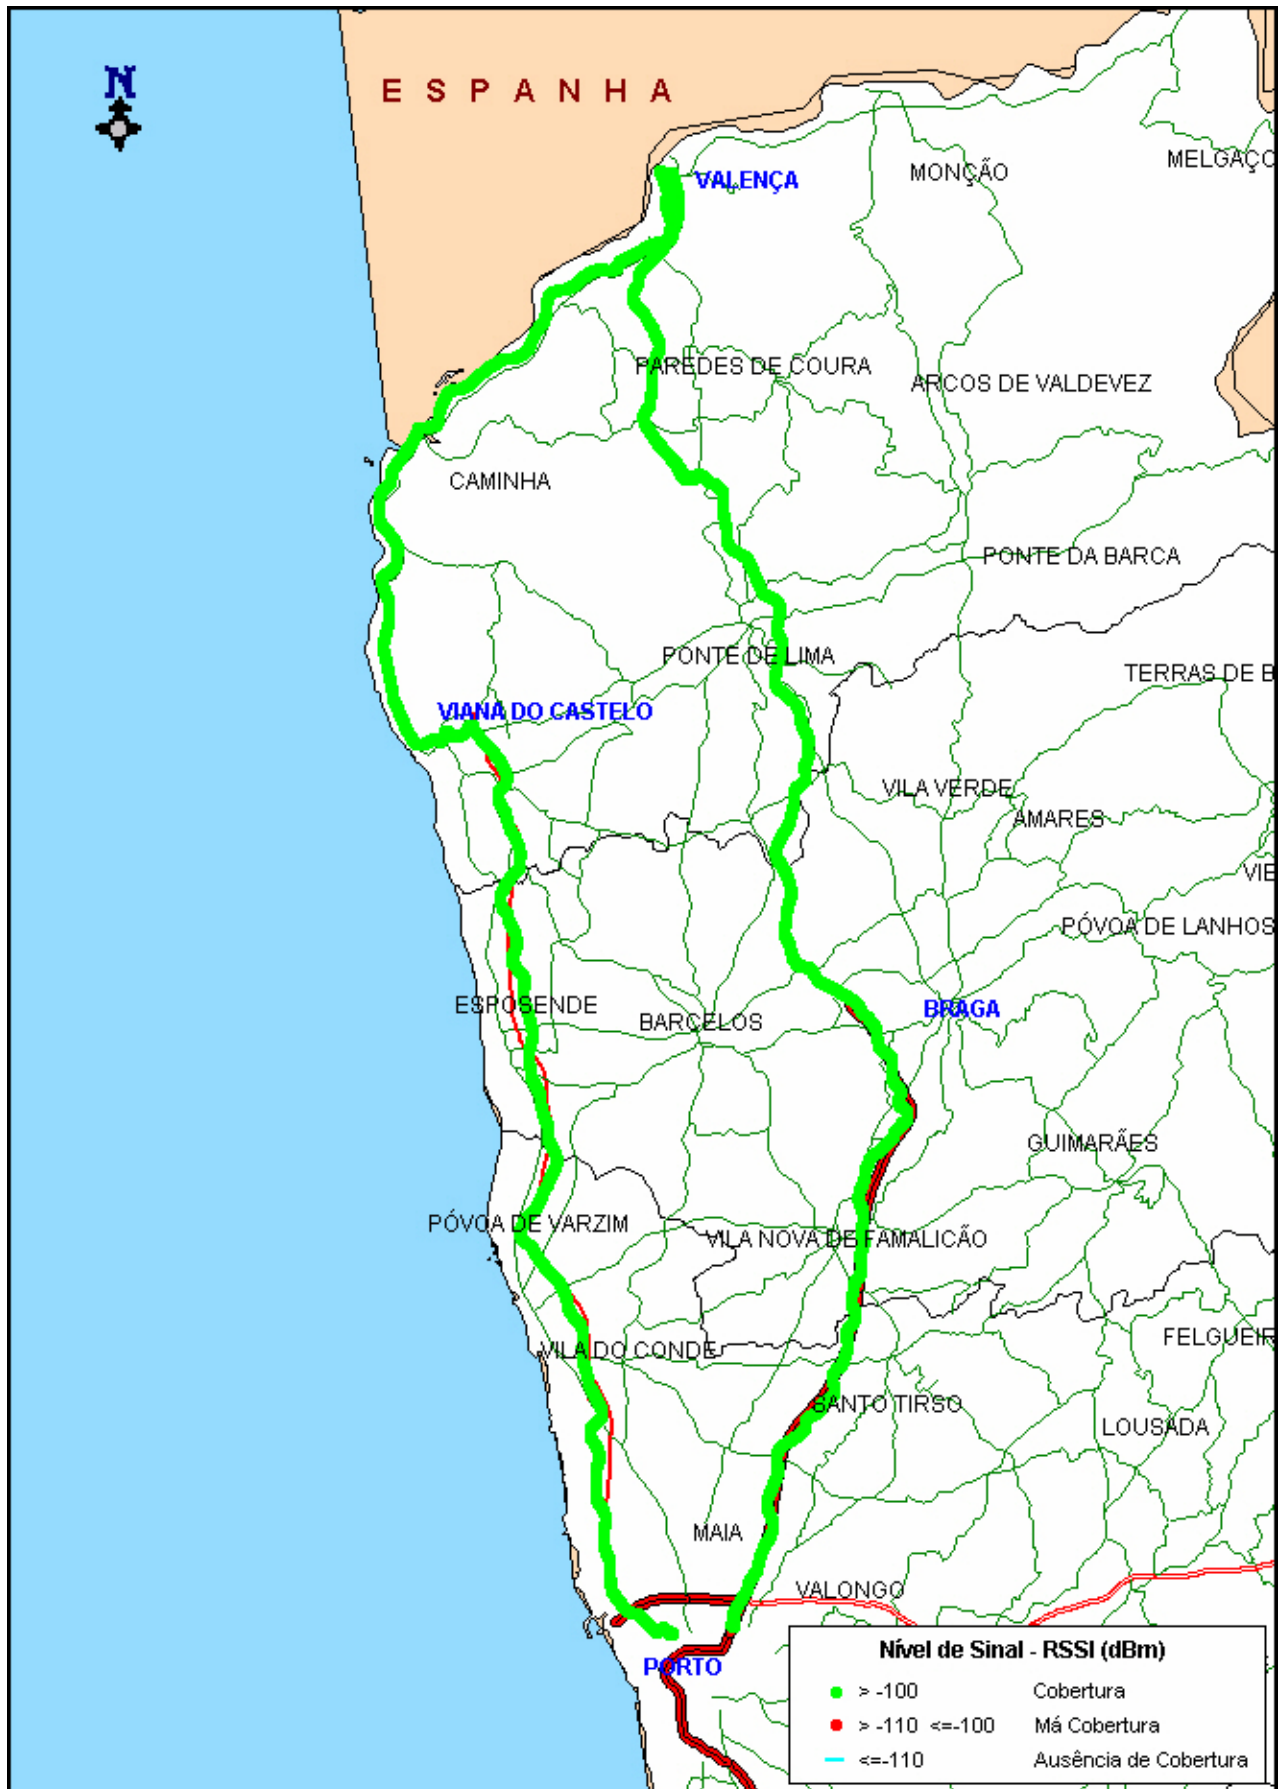 N
ESPANHA
MELGAÇO
MONÇÃO
VALENÇA
PAREDES DE COURA
ARCOS DE VALDEVEZ
CAMINHA
PONTE DA BARCA
PONTE DE LIMA
TERRAS DE B
VIANA DO CASTELO
VILA VERDE
AMARES
VIE
PÓVOA DE LANHOS
ESPOSENDE
BRAGA
BARCELOS
GUIMARÃES
PÓVOA DE VARZIM
VILA NOVA DE FAMALICÃO
FELGUEIR
VILA DO CONDE
SANTO TIRSO
LOUSADA
MAIA
VALONGO
PORTO
Nível de Sinal - RSSI (dBm)
> -100 Cobertura
> -110 <=-100 Má Cobertura
<=-110 Ausência de Cobertura